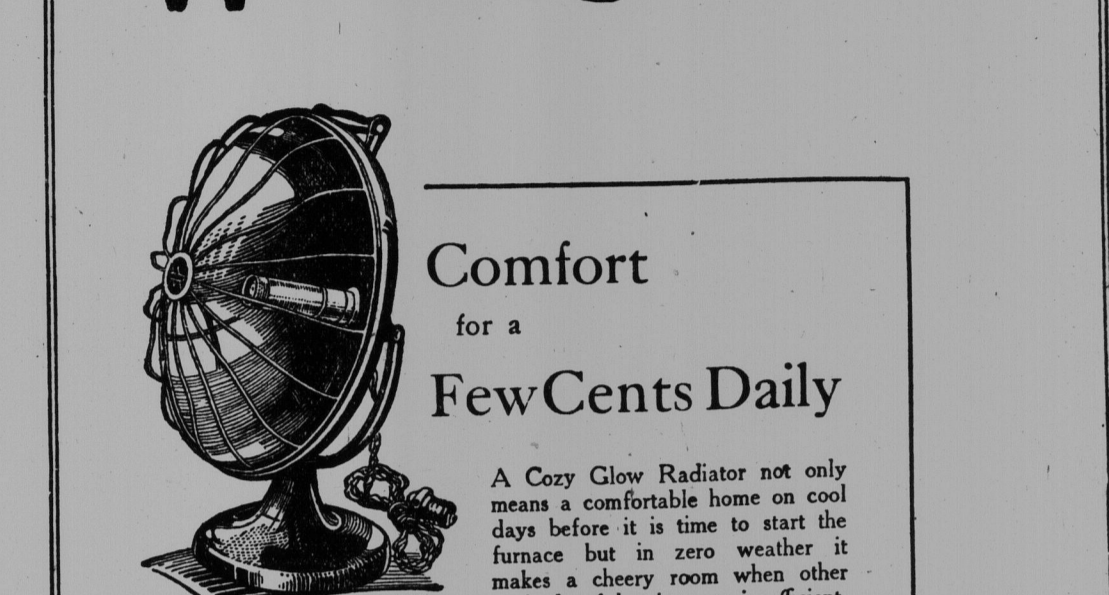 Comfort
for a
Few Cents Daily
A Cozy Glow Radiator not only
means a comfortable home on cool
days before it is time to start the
furnace but in zero weather it
makes a cheery room when other